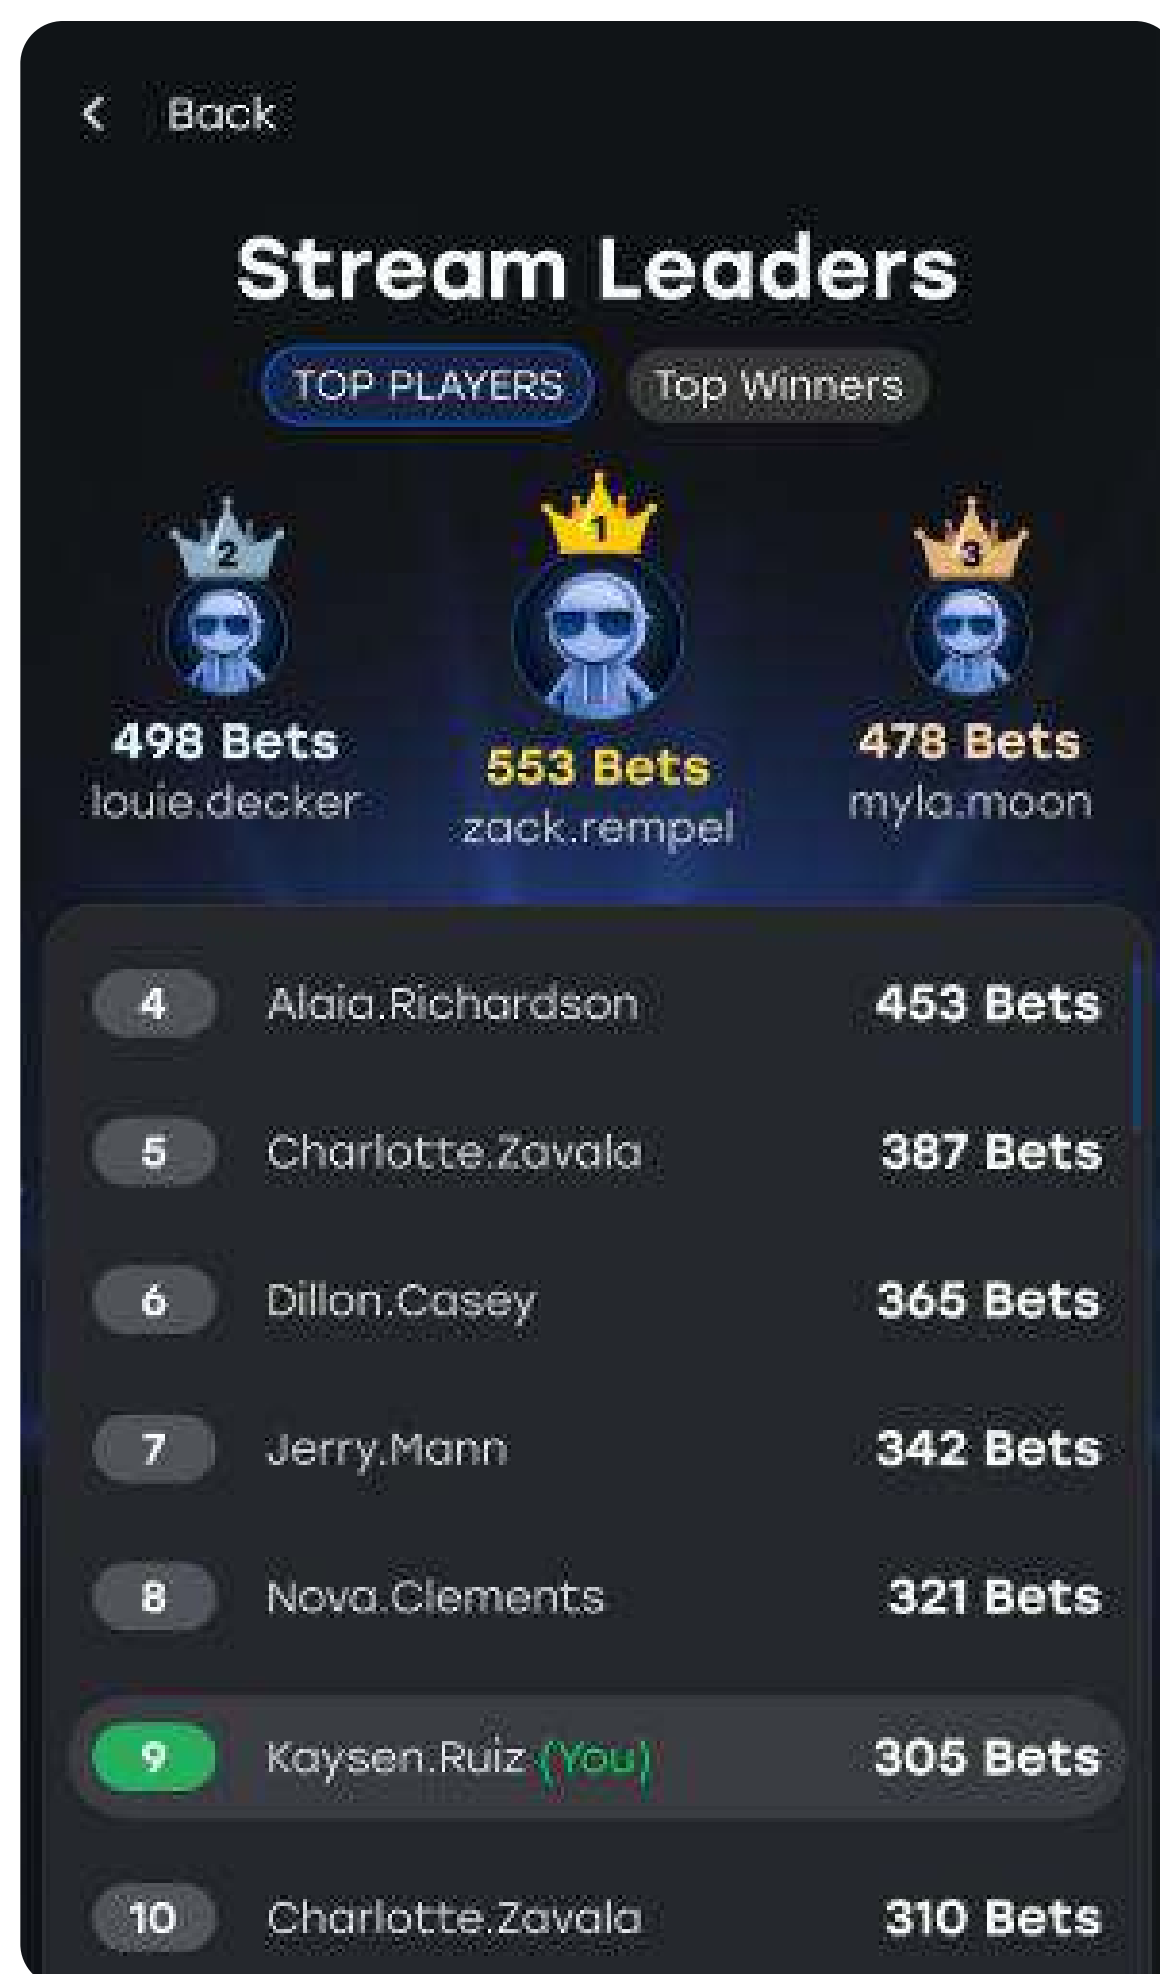 Back
Stream Leaders
TOP PLAYERS Top Winners
2 1 3
498 Bets 553 Bets 478 Bets
louie.decker zack.rempel myla.moon
4 Alaia.Richardson 453 Bets
5 Charlotte.Zavala 387 Bets
6 Dillon.Casey 365 Bets
7 Jerry.Mann 342 Bets
8 Nova.Clements 321 Bets
9 Kaysen.Ruiz (You) 305 Bets
10 Charlotte.Zavala 310 Bets